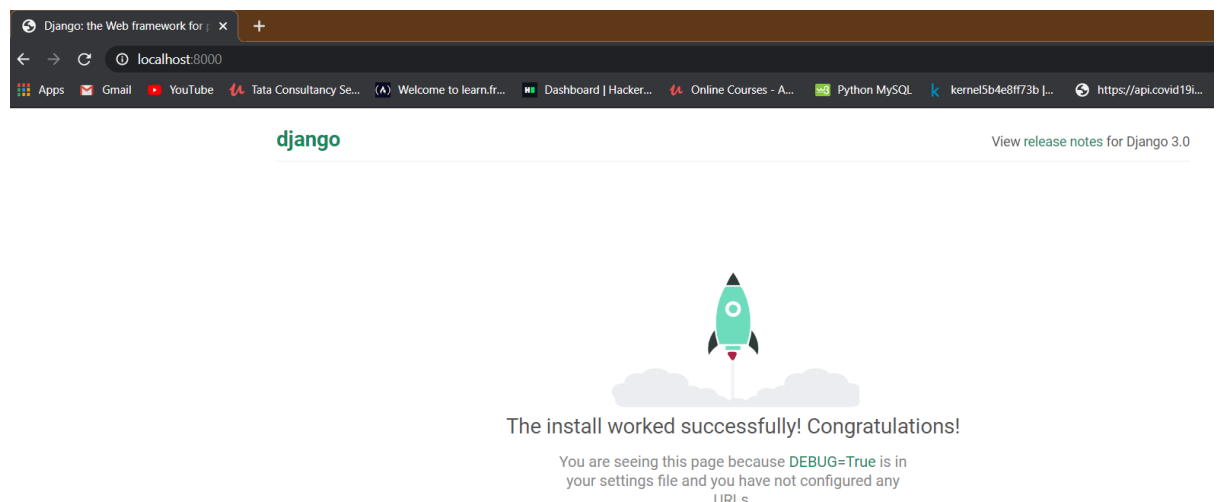 Django: the Web framework for p
localhost:8000
Apps Gmail YouTube Tata Consultancy Se... Welcome to learn.fr... Dashboard | Hacker... Online Courses - A... Python MySQL kernel5b4e8ff73b |... https://api.covid19i...
django
View release notes for Django 3.0
The install worked successfully! Congratulations!
You are seeing this page because DEBUG=True is in
your settings file and you have not configured any
URLs